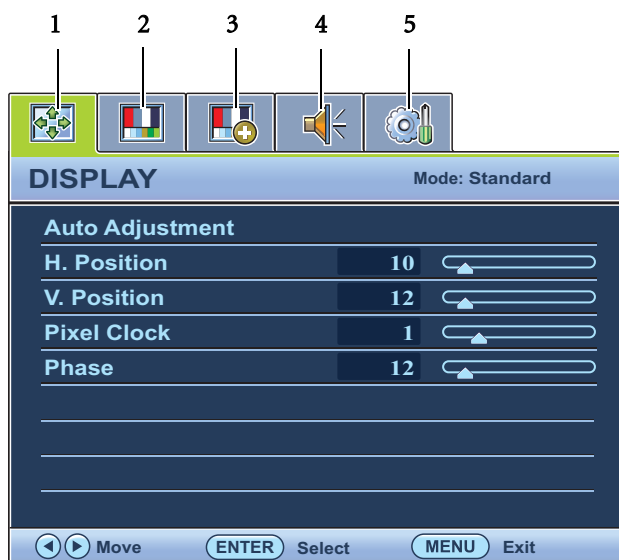 1 2 3 4 5
DISPLAY Mode: Standard
Auto Adjustment
H. Position 10
V. Position 12
Pixel Clock 1
Phase 12
Move ENTER Select MENU Exit